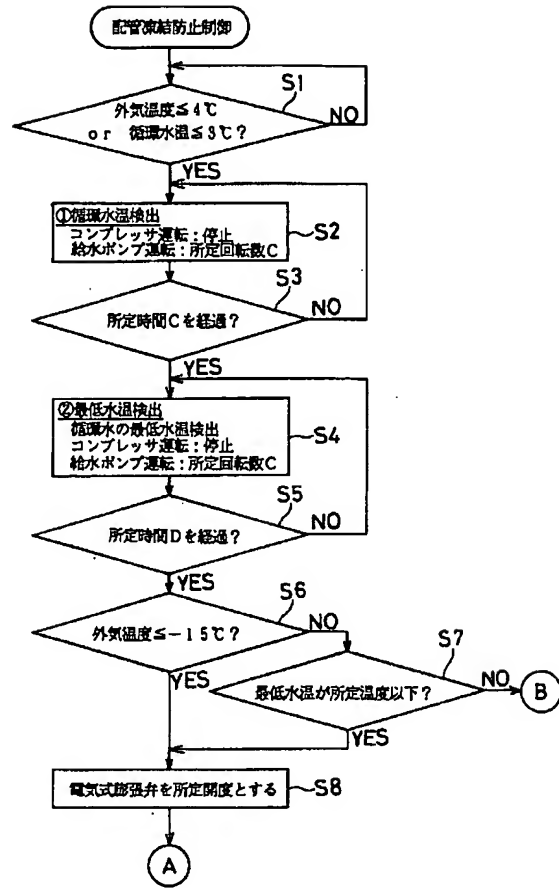 配管凍結防止制御
S1
外気温度≦4℃
or 循環水温≦3℃?
NO
YES
①循環水温検出
コンプレッサ運転:停止
給水ポンプ運転:所定回転数C
S2
S3
所定時間Cを経過?
NO
YES
②最低水温検出
循環水の最低水温検出
コンプレッサ運転:停止
給水ポンプ運転:所定回転数C
S4
S5
所定時間Dを経過?
NO
YES
S6
外気温度≦-15℃?
NO
YES
S7
最低水温が所定温度以下?
NO
B
YES
電気式膨張弁を所定開度とする
S8
A